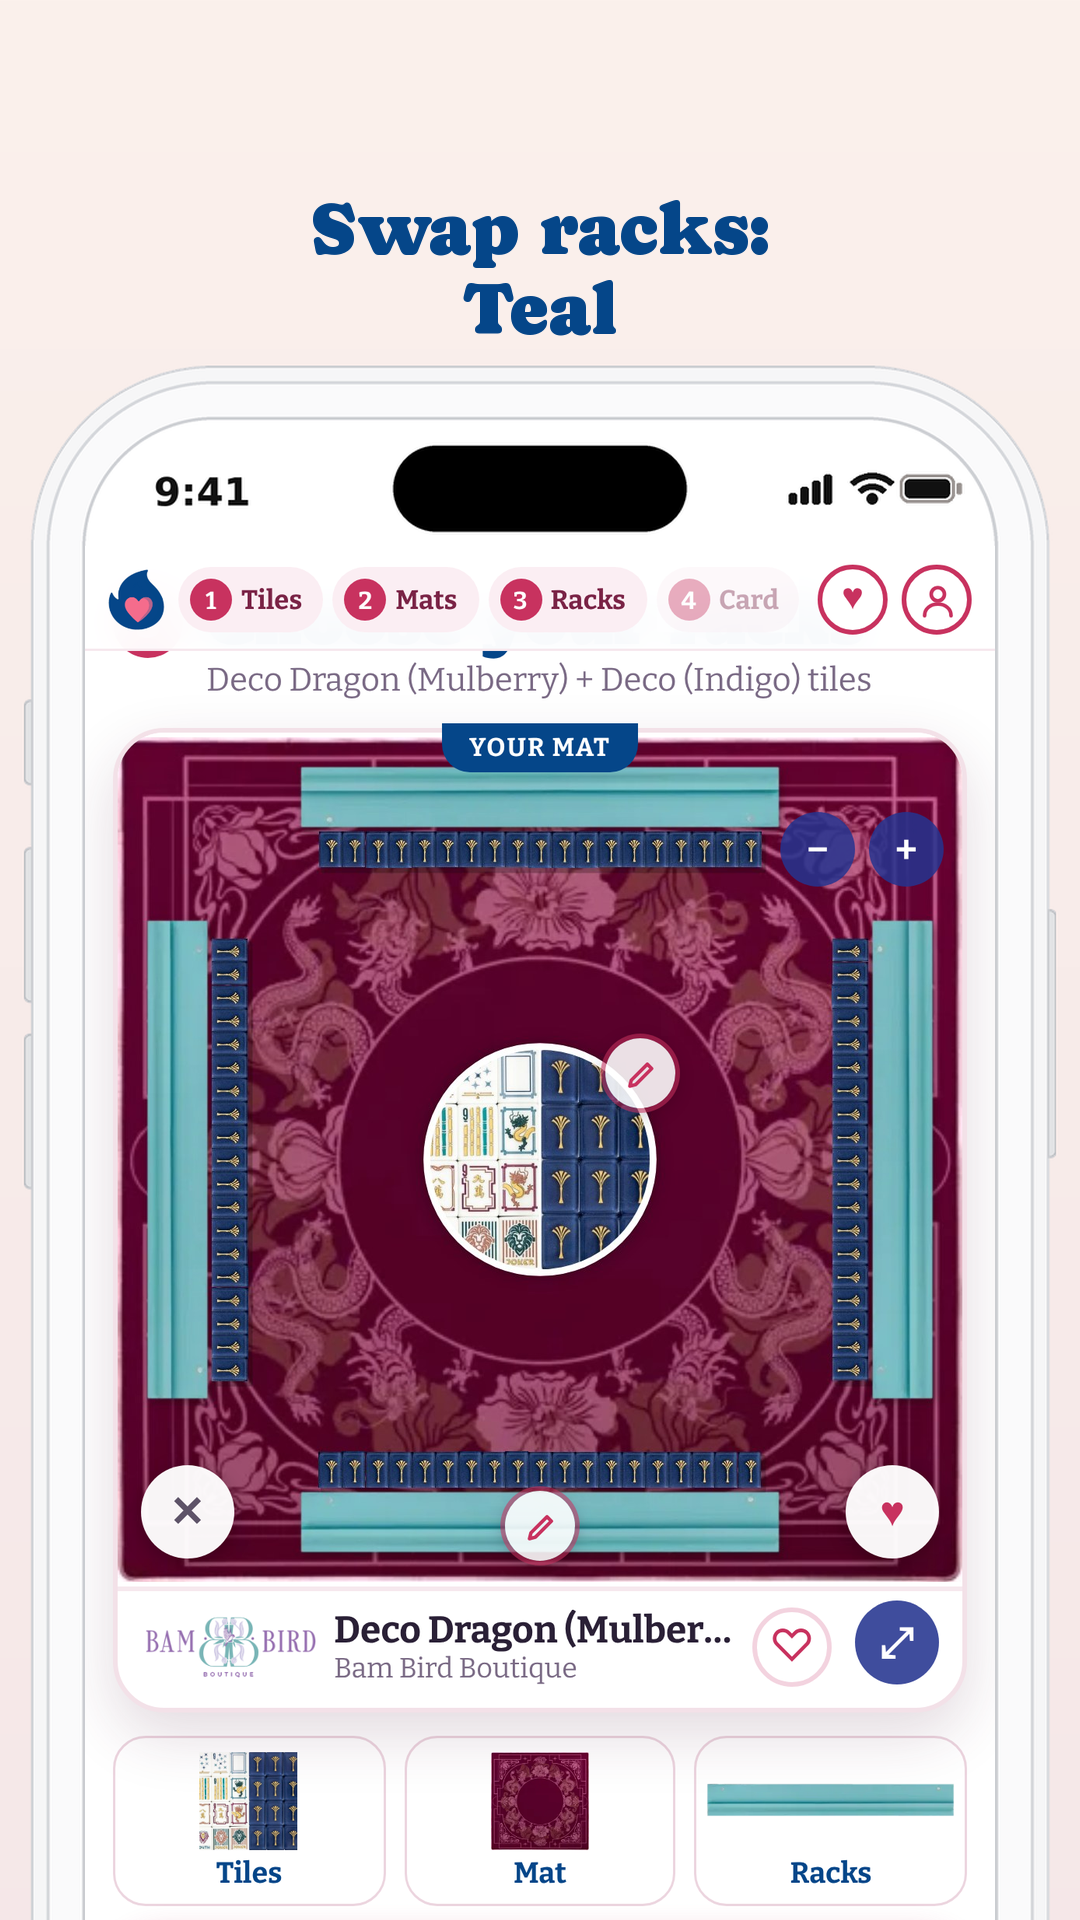 Swap racks:
Teal
9:41
1 Tiles
2 Mats
3 Racks
4 Card
Deco Dragon (Mulberry) + Deco (Indigo) tiles
YOUR MAT
JOKER
BAM BIRD
BOUTIQUE
Deco Dragon (Mulber...
Bam Bird Boutique
Tiles
Mat
Racks